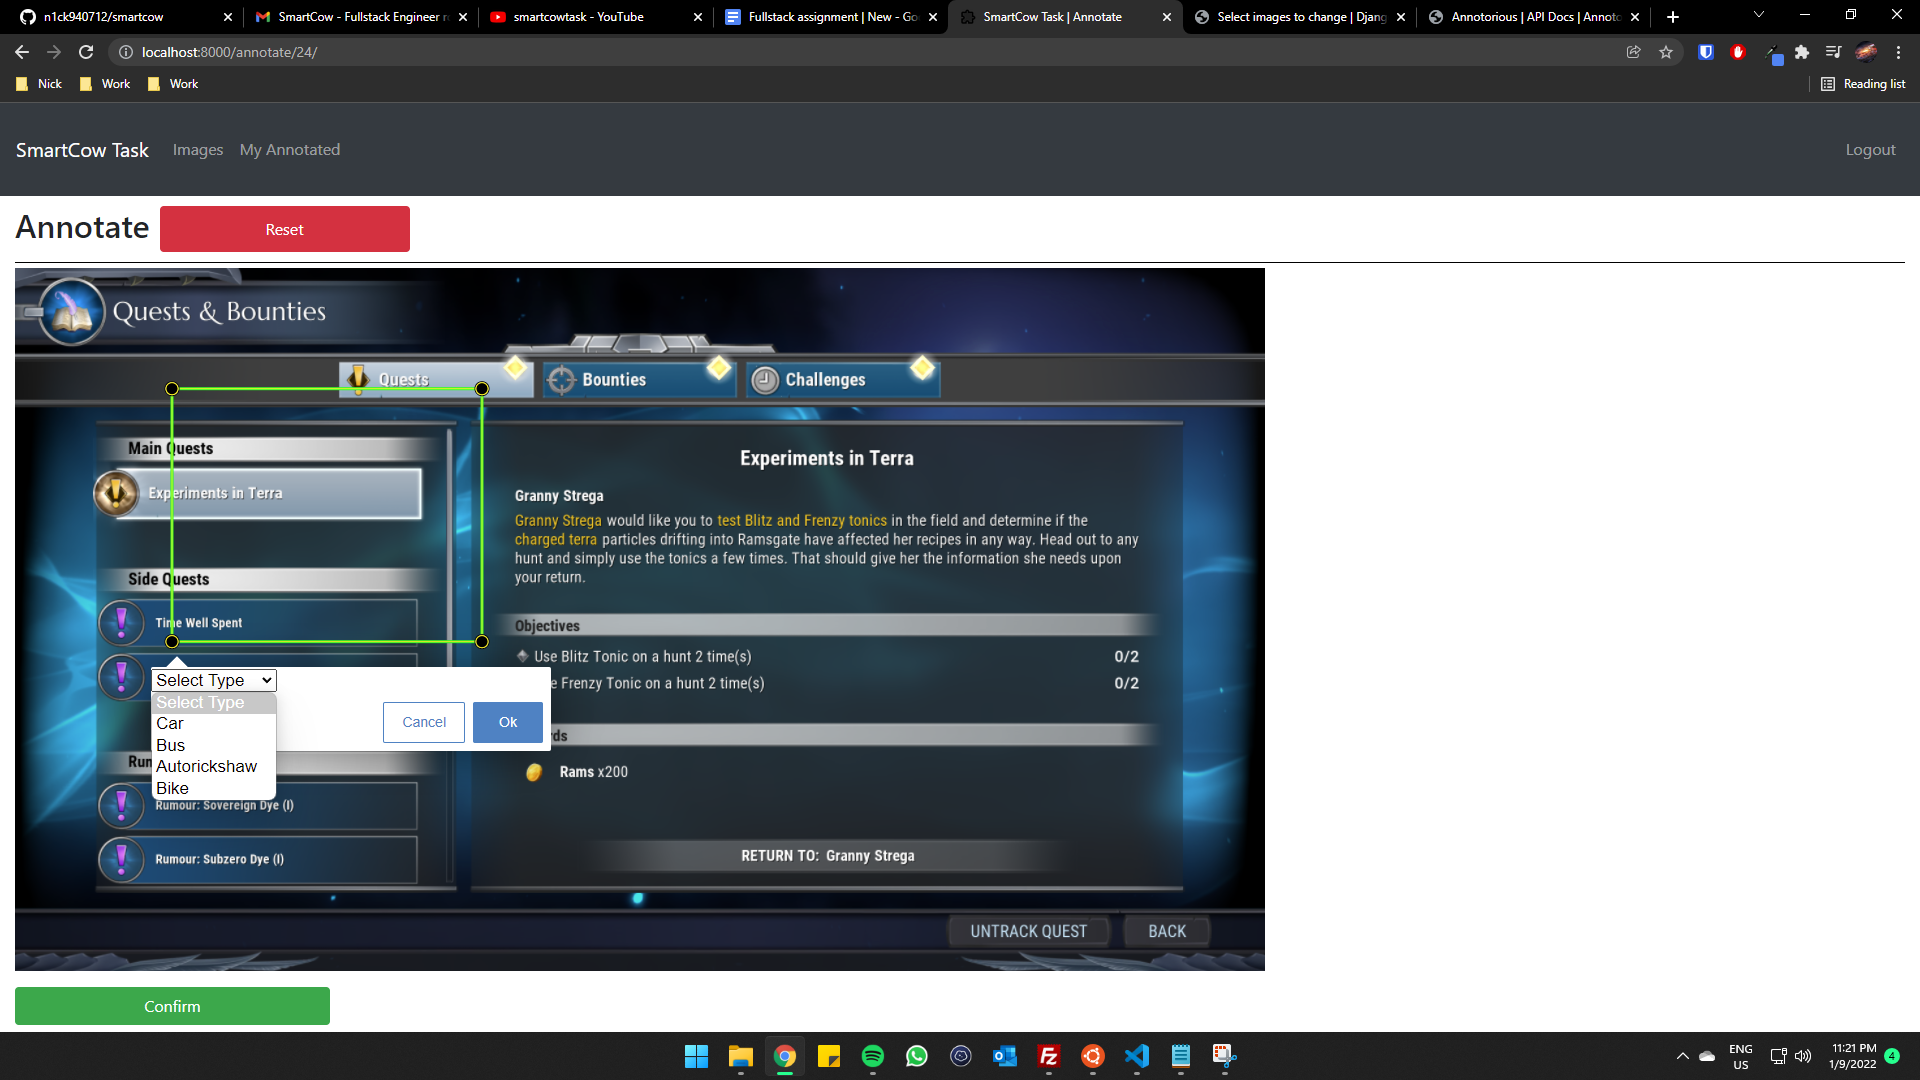 n1ck940712/smartcow
SmartCow - Fullstack Engineer r
smartcowtask - YouTube
Fullstack assignment | New - Go
SmartCow Task | Annotate
Select images to change | Djang
Annotorious | API Docs | Annoto
localhost:8000/annotate/24/
Nick
Work
Work
Reading list
SmartCow Task
Images
My Annotated
Logout
Annotate
Reset
Quests & Bounties
Quests
Bounties
Challenges
Main Quests
Experiments in Terra
Side Quests
Time Well Spent
Select Type
Select Type
Car
Bus
Autorickshaw
Bike
Cancel
Ok
Rumour: Sovereign Dye (I)
Rumour: Subzero Dye (I)
Experiments in Terra
Granny Strega
Granny Strega would like you to test Blitz and Frenzy tonics in the field and determine if the
charged terra particles drifting into Ramsgate have affected her recipes in any way. Head out to any
hunt and simply use the tonics a few times. That should give her the information she needs upon
your return.
Objectives
Use Blitz Tonic on a hunt 2 time(s) 0/2
e Frenzy Tonic on a hunt 2 time(s) 0/2
rds
Rams x200
RETURN TO: Granny Strega
UNTRACK QUEST
BACK
Confirm
ENG
US
11:21 PM
1/9/2022
4